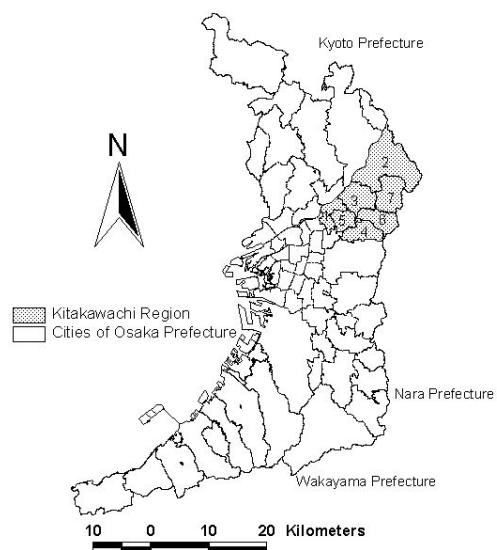 Kyoto Prefecture
N
2
3
7
1
5
6
4
Kitakawachi Region
Cities of Osaka Prefecture
Nara Prefecture
Wakayama Prefecture
10 0 10 20 Kilometers